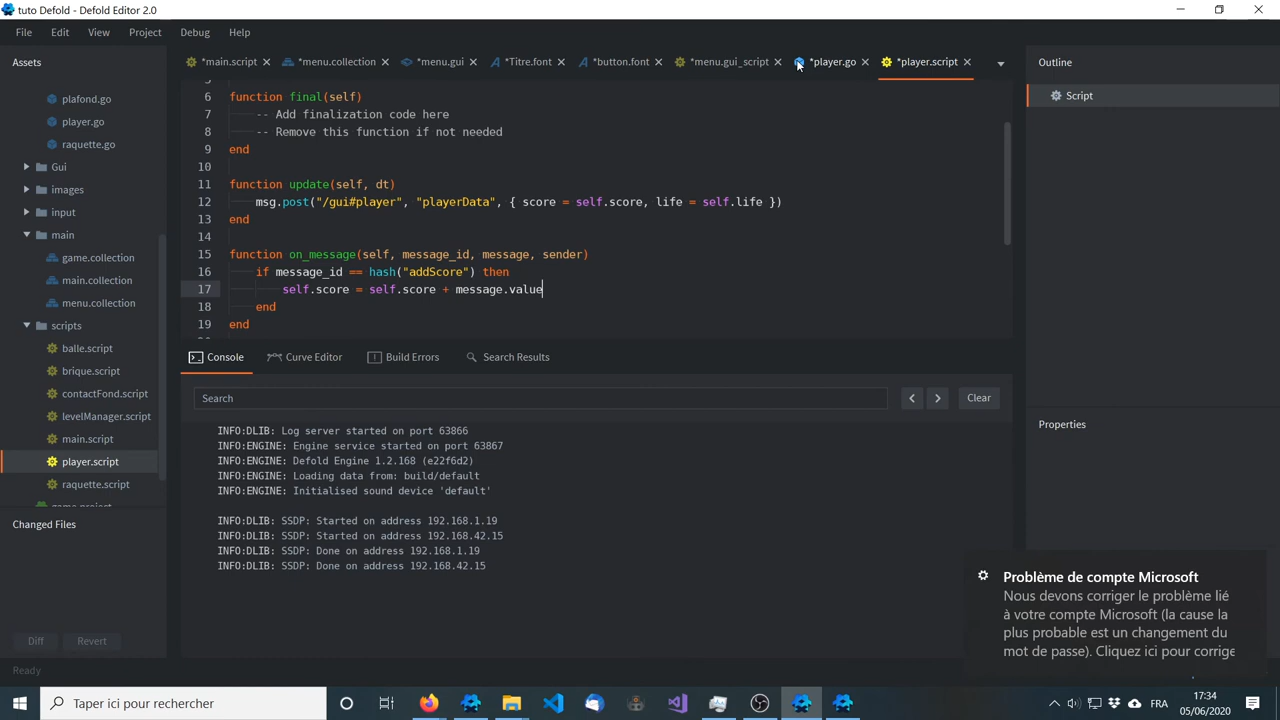 tuto Defold - Defold Editor 2.0
File Edit View Project Debug Help
Assets
plafond.go
player.go
raquette.go
Gui
images
input
main
game.collection
main.collection
menu.collection
scripts
balle.script
brique.script
contactFond.script
levelManager.script
main.script
player.script
raquette.script
Changed Files
Diff Revert
Ready
*main.script *menu.collection *menu.gui *Titre.font *button.font *menu.gui_script *player.go *player.script
6 function final(self)
7 -- Add finalization code here
8 -- Remove this function if not needed
9 end
10
11 function update(self, dt)
12 msg.post("/gui#player", "playerData", { score = self.score, life = self.life })
13 end
14
15 function on_message(self, message_id, message, sender)
16 if message_id == hash("addScore") then
17 self.score = self.score + message.value
18 end
19 end
Console Curve Editor Build Errors Search Results
Search Clear
INFO:DLIB: Log server started on port 63866
INFO:ENGINE: Engine service started on port 63867
INFO:ENGINE: Defold Engine 1.2.168 (e22f6d2)
INFO:ENGINE: Loading data from: build/default
INFO:ENGINE: Initialised sound device 'default'
INFO:DLIB: SSDP: Started on address 192.168.1.19
INFO:DLIB: SSDP: Started on address 192.168.42.15
INFO:DLIB: SSDP: Done on address 192.168.1.19
INFO:DLIB: SSDP: Done on address 192.168.42.15
Outline
Script
Properties
Problème de compte Microsoft
Nous devons corriger le problème lié
à votre compte Microsoft (la cause la
plus probable est un changement du
mot de passe). Cliquez ici pour corrige
Taper ici pour rechercher
FRA
17:34
05/06/2020